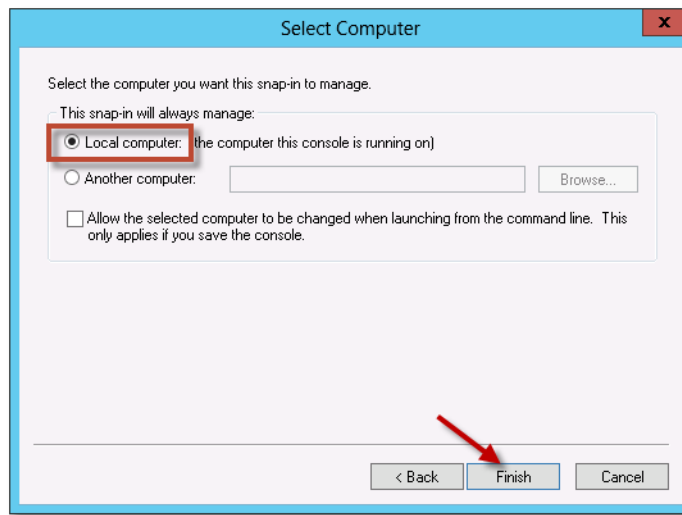 Select Computer
x
Select the computer you want this snap-in to manage.
This snap-in will always manage:
Local computer: the computer this console is running on)
Another computer:
Browse...
Allow the selected computer to be changed when launching from the command line. This
only applies if you save the console.
< Back
Finish
Cancel